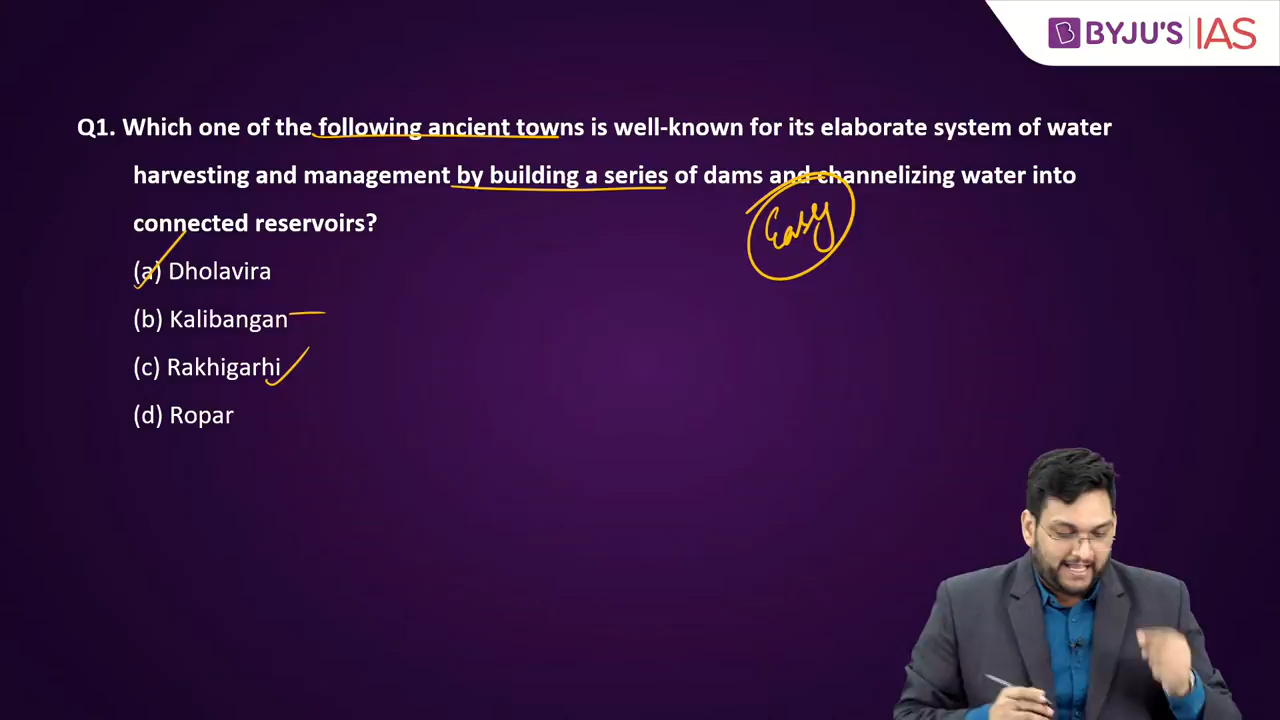 BYJU'S IAS
Q1. Which one of the following ancient towns is well-known for its elaborate system of water
harvesting and management by building a series of dams and channelizing water into
connected reservoirs?
Easy
(a) Dholavira
(b) Kalibangan
(c) Rakhigarhi
(d) Ropar